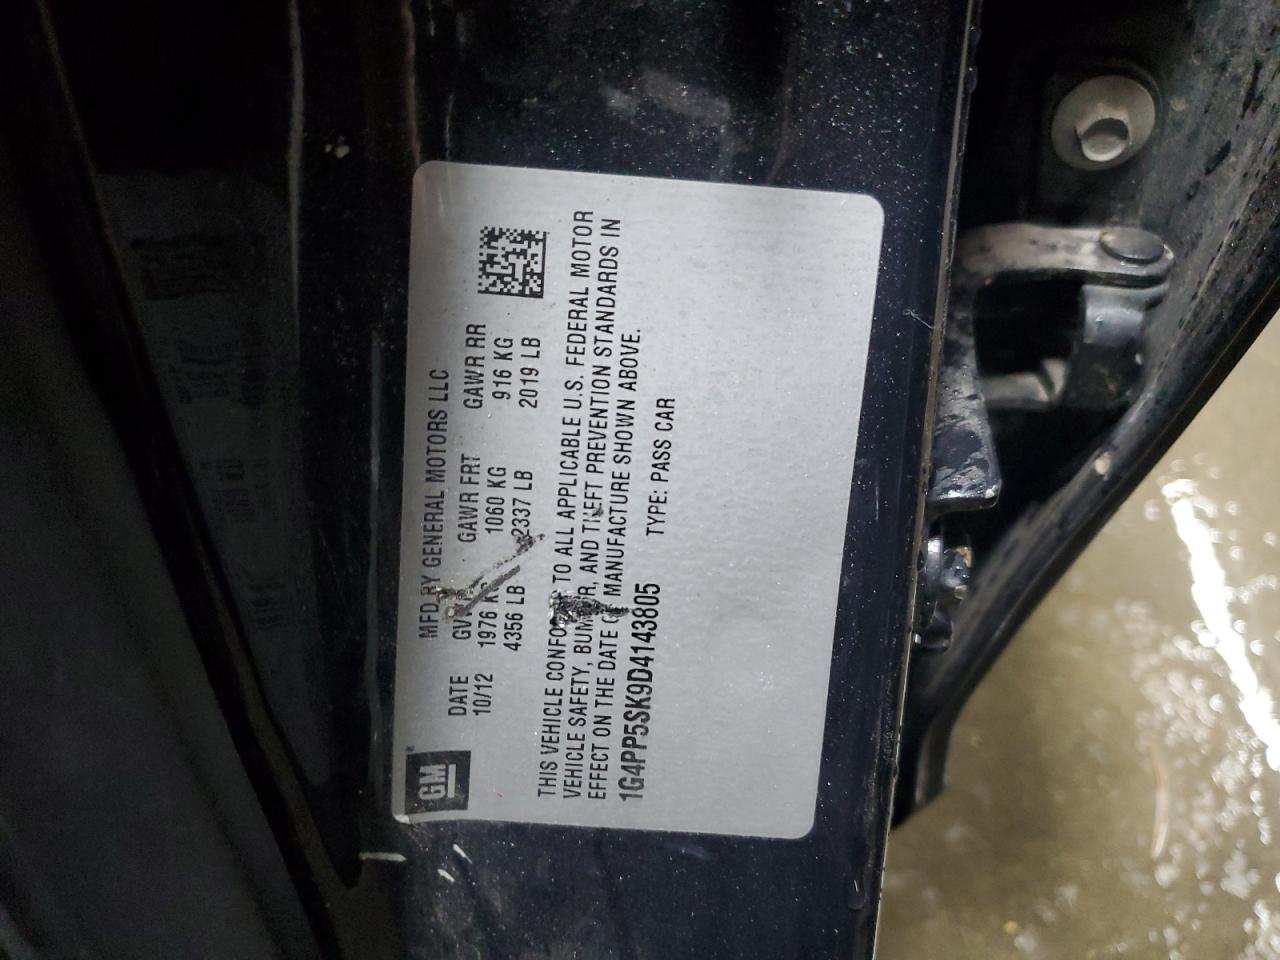 GM
MFD BY GENERAL MOTORS LLC
DATE GAWR FRT GAWR RR
10/12 1976 1060 KG 916 KG
4356 LB 2337 LB 2019 LB
THIS VEHICLE TO ALL APPLICABLE U.S. FEDERAL MOTOR
VEHICLE SAFETY, AND THEFT PREVENTION STANDARDS IN
EFFECT ON THE DATE MANUFACTURE SHOWN ABOVE.
1G4PP5SK9D4143805 TYPE: PASS CAR